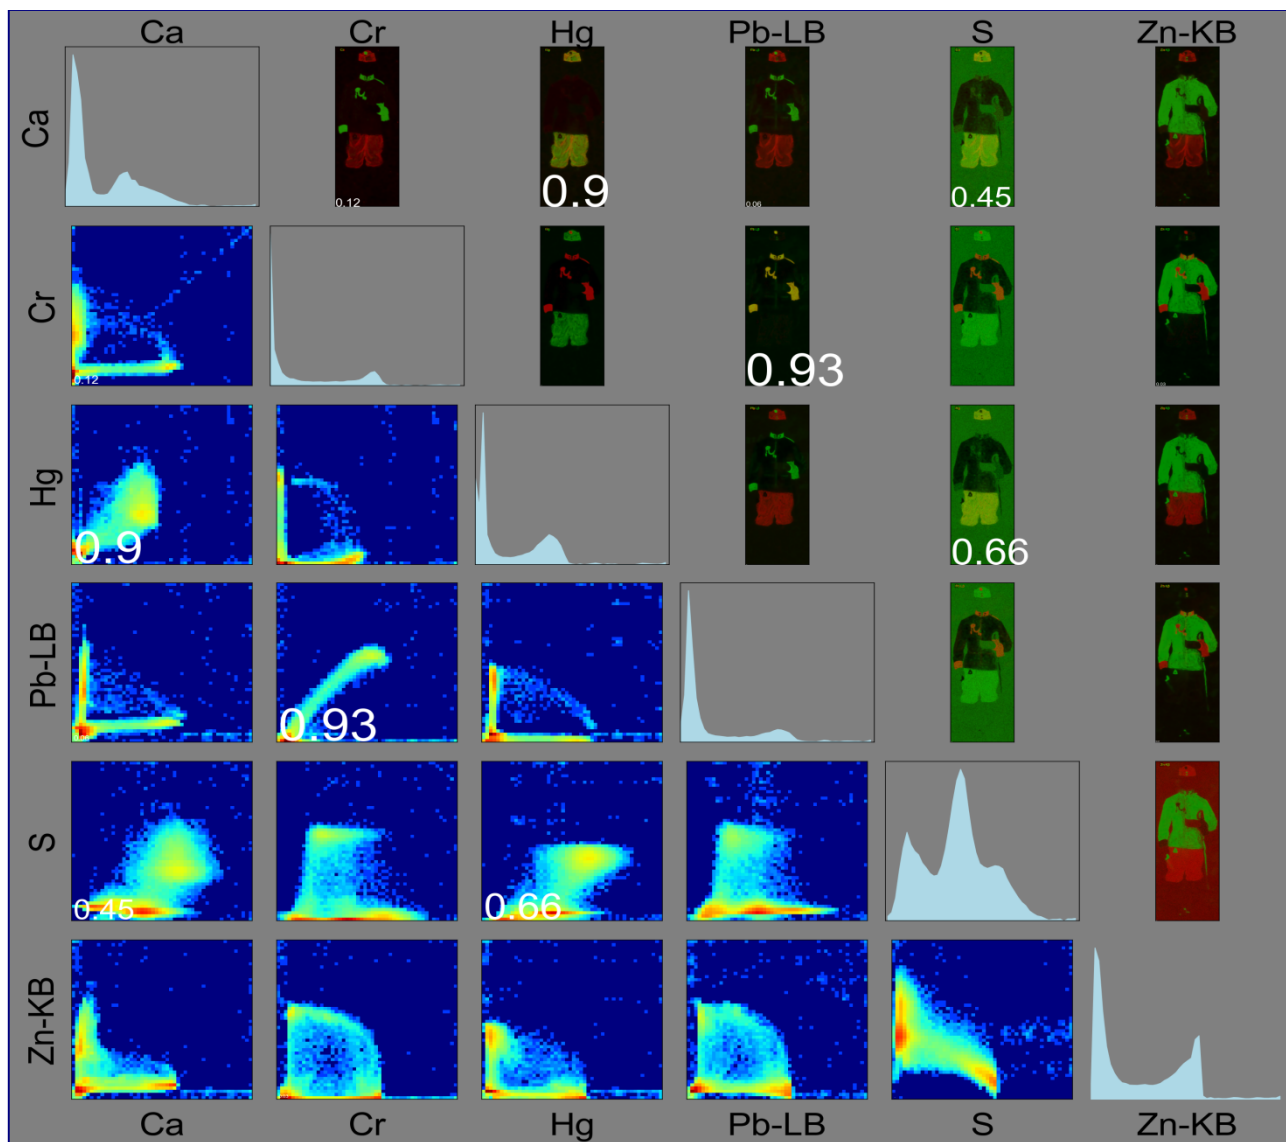 Ca Cr Hg Pb-LB S Zn-KB
Ca
0.12 0.9 0.06 0.45
Cr
0.12 0.93 0.03
Hg
0.9 0.66
Pb-LB
0.93
S
0.45 0.66
Zn-KB
Ca Cr Hg Pb-LB S Zn-KB